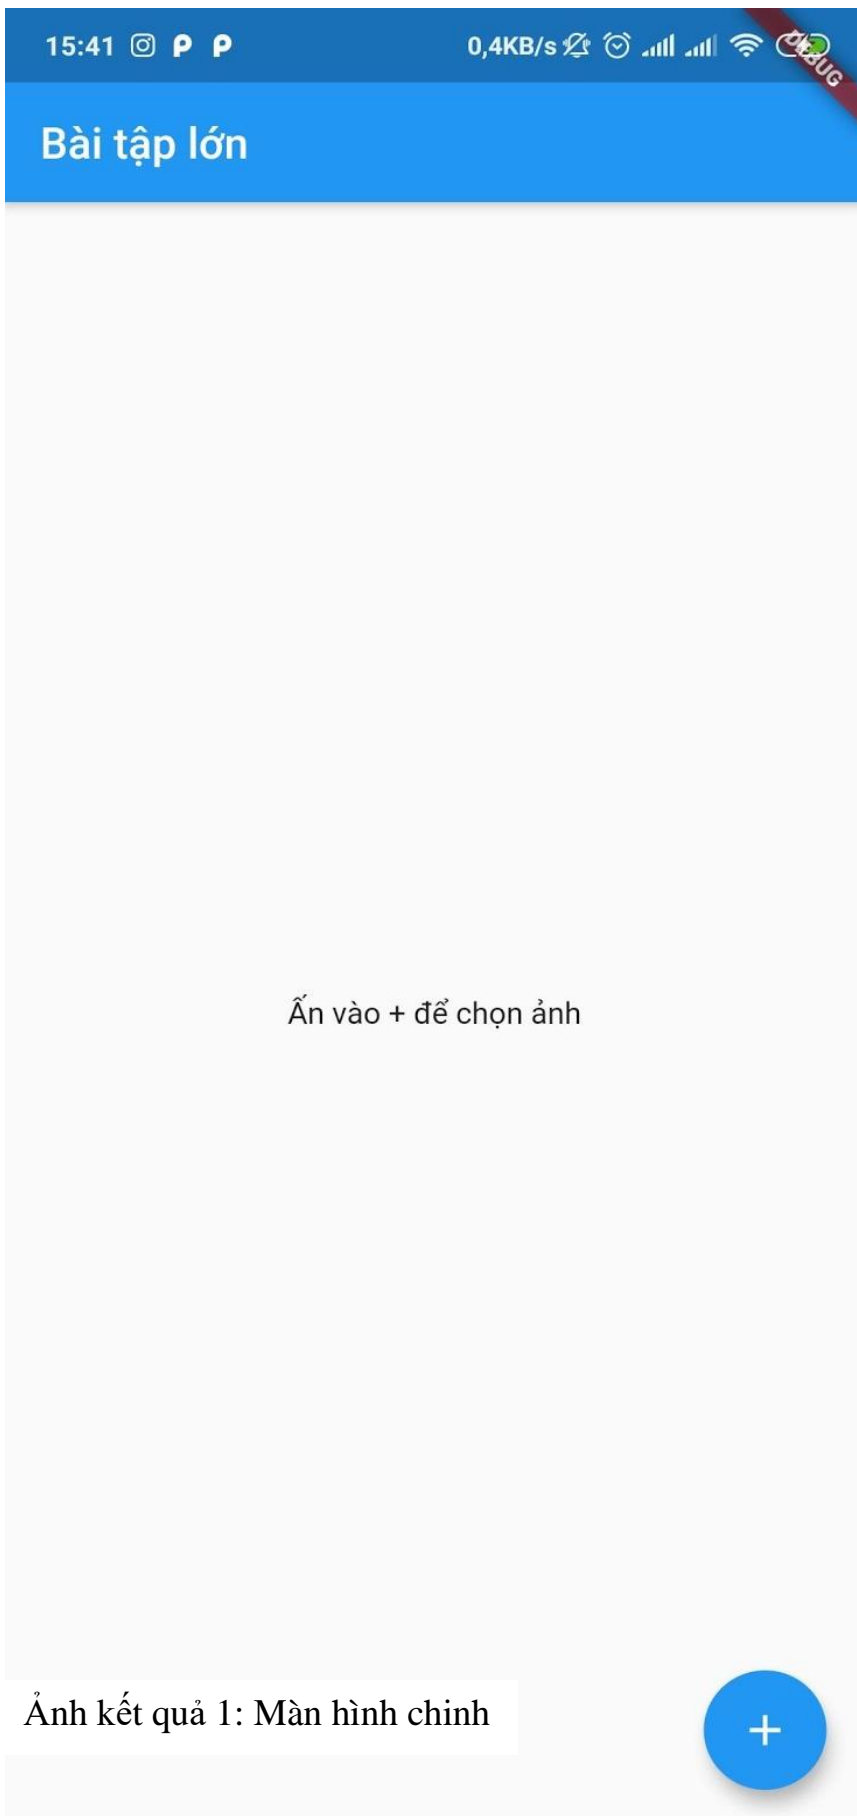 15:41 P P 0,4KB/s
DEBUG
Bài tập lớn
Ấn vào + để chọn ảnh
Ảnh kết quả 1: Màn hình chinh
+